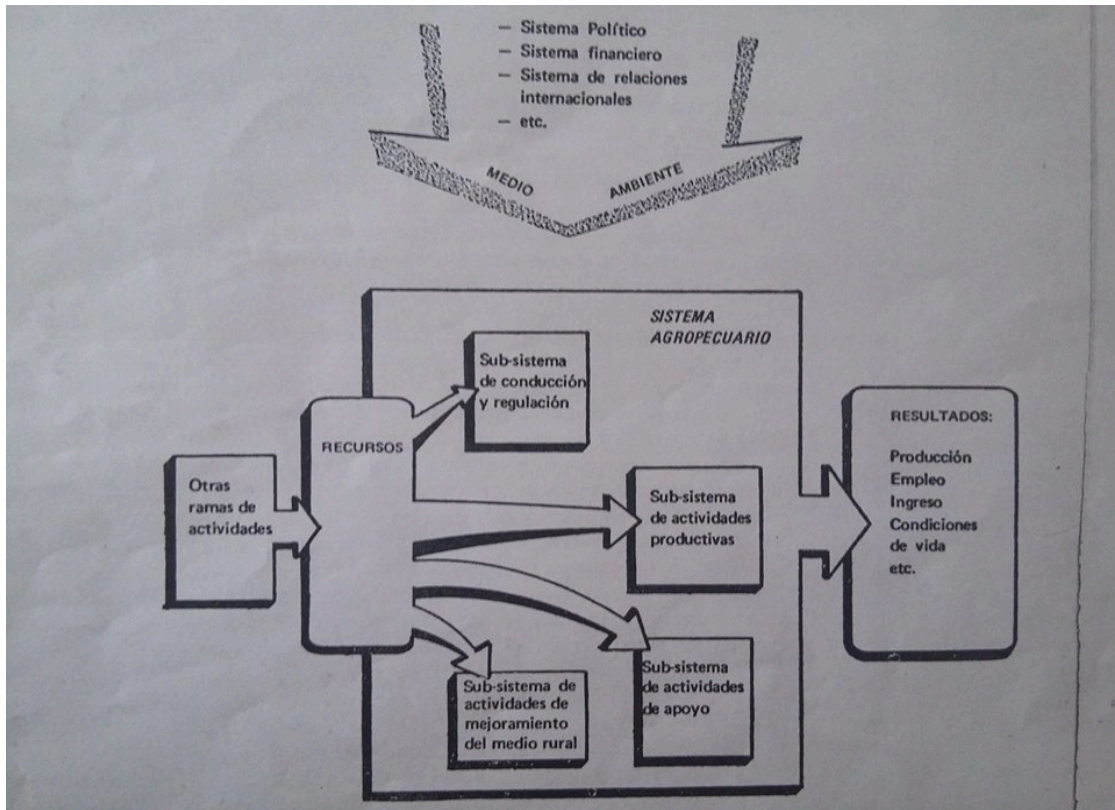 — Sistema Político
— Sistema financiero
— Sistema de relaciones
internacionales
— etc.
MEDIO AMBIENTE
SISTEMA
AGROPECUARIO
Sub-sistema
de conducción
y regulación
RECURSOS
Otras
ramas de
actividades
Sub-sistema
de actividades
productivas
Sub-sistema de
actividades de
mejoramiento
del medio rural
Sub-sistema
de actividades
de apoyo
RESULTADOS:
Producción
Empleo
Ingreso
Condiciones
de vida
etc.